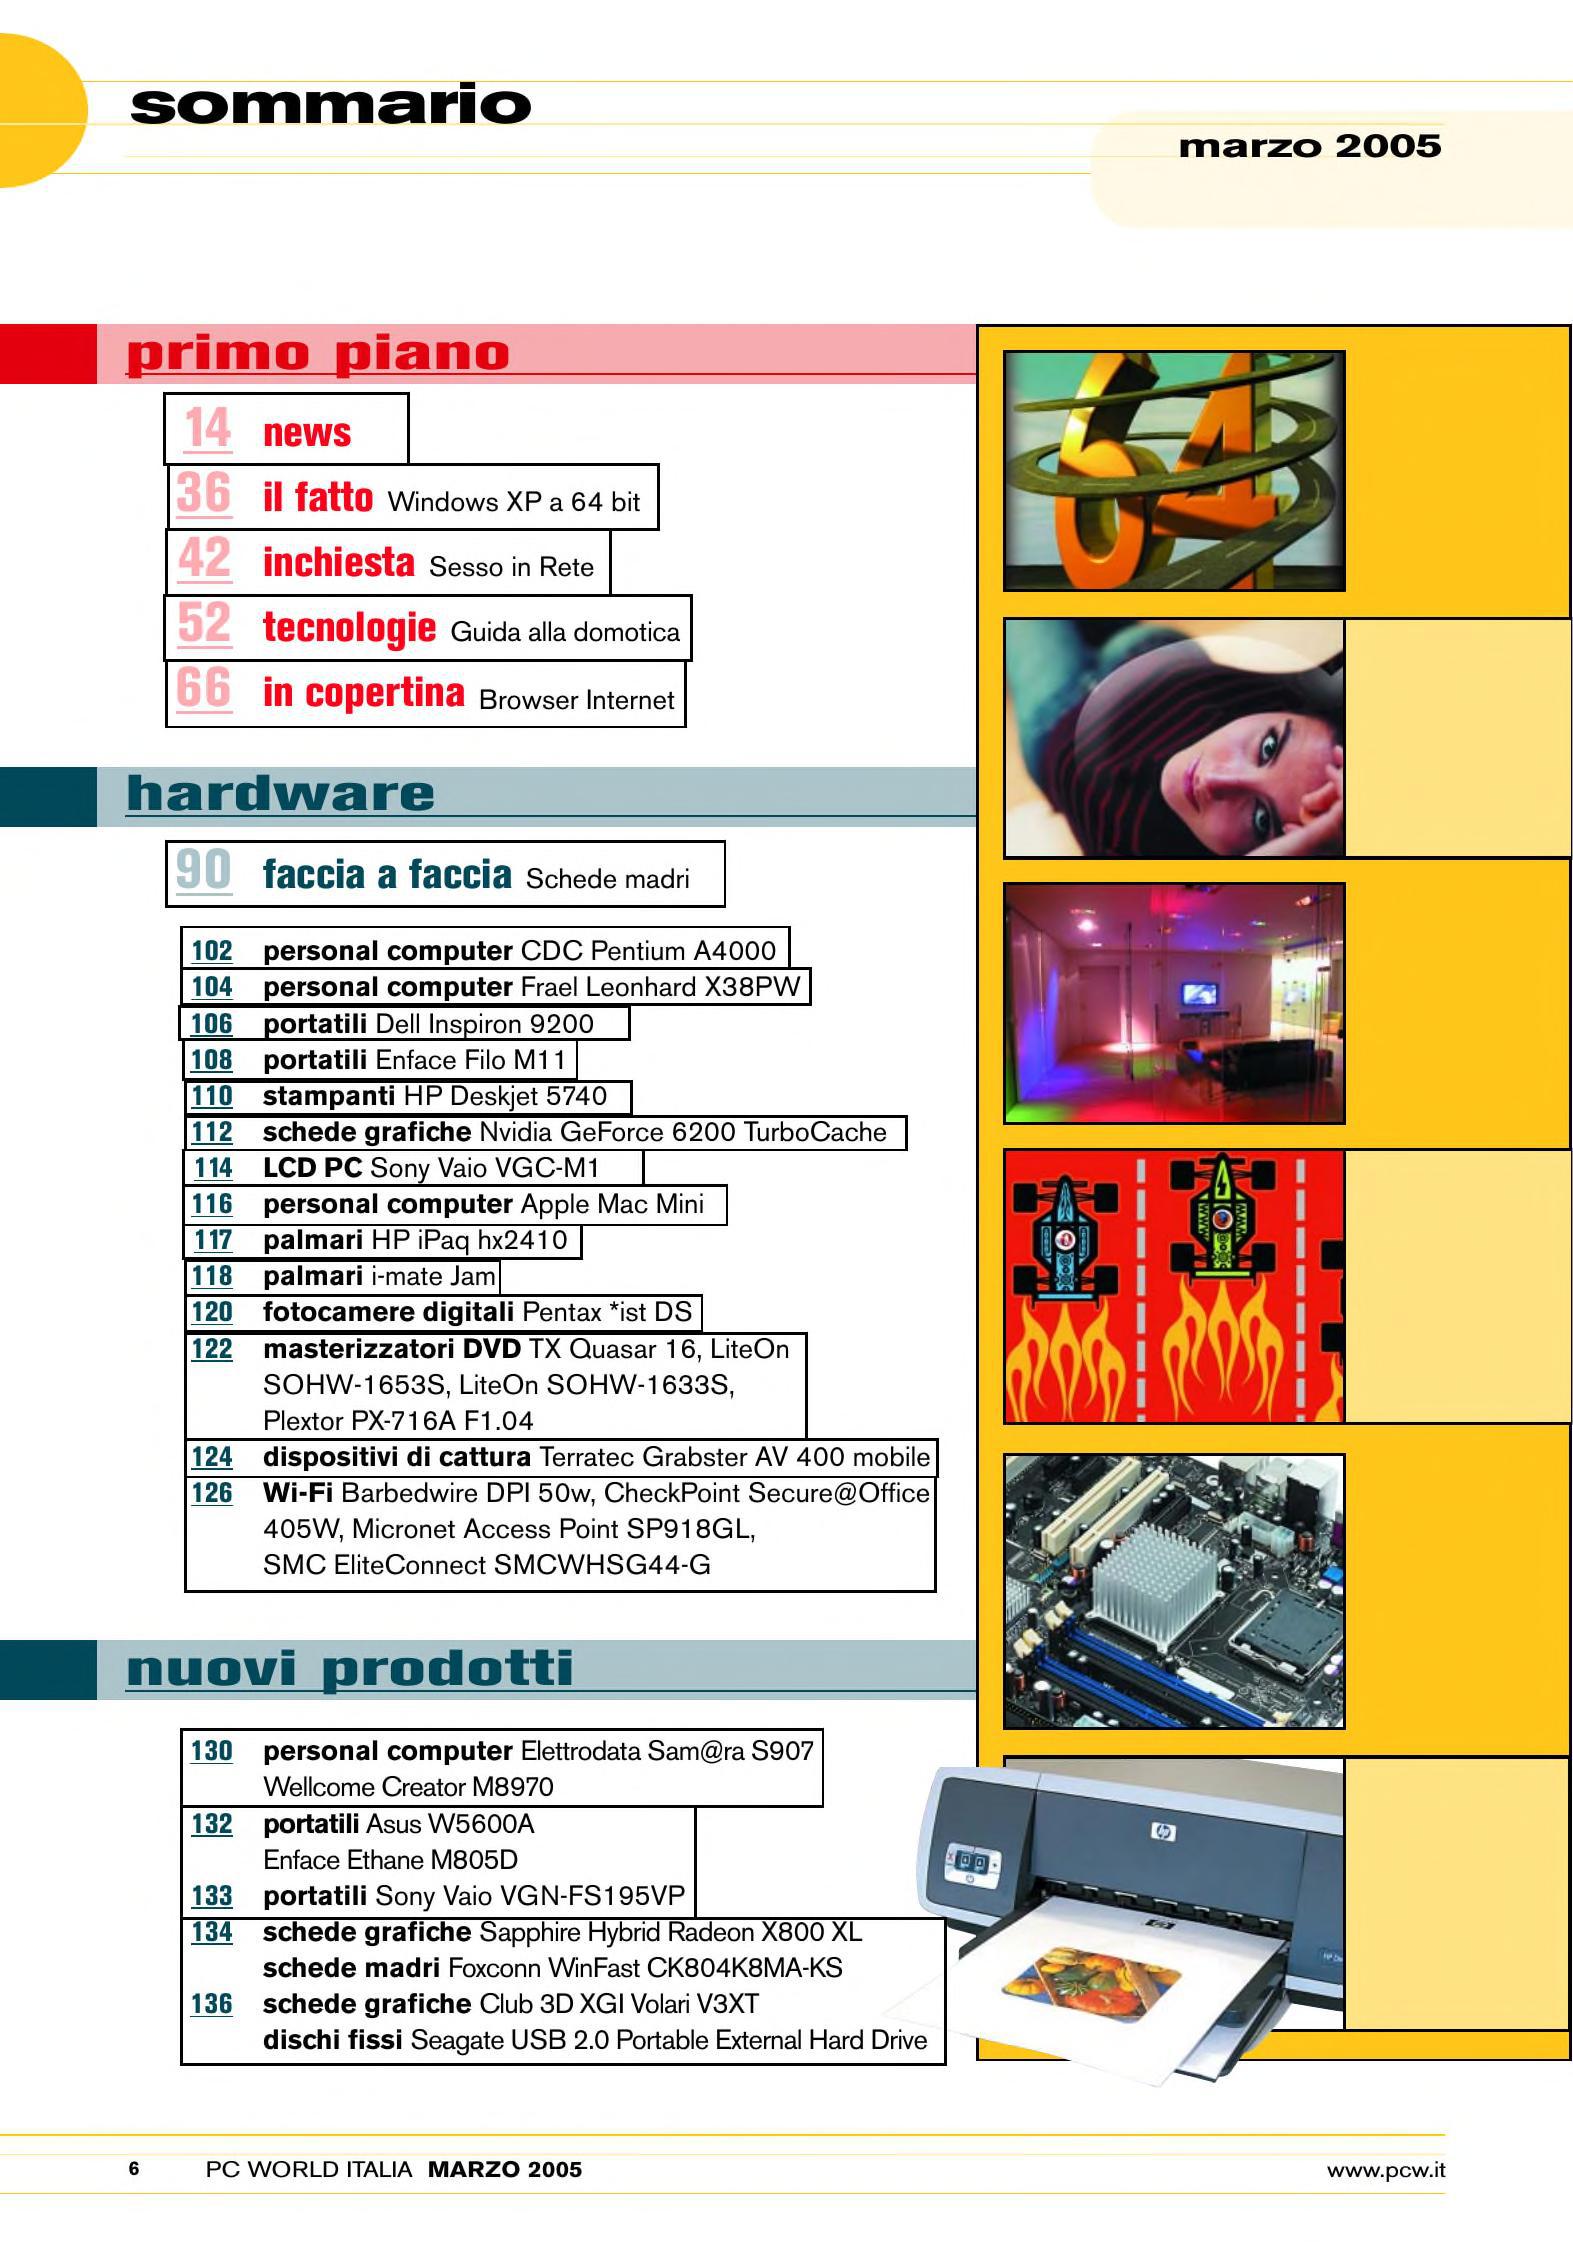 sommario
marzo 2005
primo piano
14 news
36 il fatto Windows XP a 64 bit
42 inchiesta Sesso in Rete
52 tecnologie Guida alla domotica
66 in copertina Browser Internet
hardware
90 faccia a faccia Schede madri
102 personal computer CDC Pentium A4000
104 personal computer Frael Leonhard X38PW
106 portatili Dell Inspiron 9200
108 portatili Enface Filo M11
110 stampanti HP Deskjet 5740
112 schede grafiche Nvidia GeForce 6200 TurboCache
114 LCD PC Sony Vaio VGC-M1
116 personal computer Apple Mac Mini
117 palmari HP iPaq hx2410
118 palmari i-mate Jam
120 fotocamere digitali Pentax *ist DS
122 masterizzatori DVD TX Quasar 16, LiteOn
SOHW-1653S, LiteOn SOHW-1633S,
Plextor PX-716A F1.04
124 dispositivi di cattura Terratec Grabster AV 400 mobile
126 Wi-Fi Barbedwire DPI 50w, CheckPoint Secure@Office
405W, Micronet Access Point SP918GL,
SMC EliteConnect SMCWHSG44-G
nuovi prodotti
130 personal computer Elettrodata Sam@ra S907
Wellcome Creator M8970
132 portatili Asus W5600A
Enface Ethane M805D
133 portatili Sony Vaio VGN-FS195VP
134 schede grafiche Sapphire Hybrid Radeon X800 XL
schede madri Foxconn WinFast CK804K8MA-KS
136 schede grafiche Club 3D XGI Volari V3XT
dischi fissi Seagate USB 2.0 Portable External Hard Drive
64
hp
6 PC WORLD ITALIA MARZO 2005
www.pcw.it